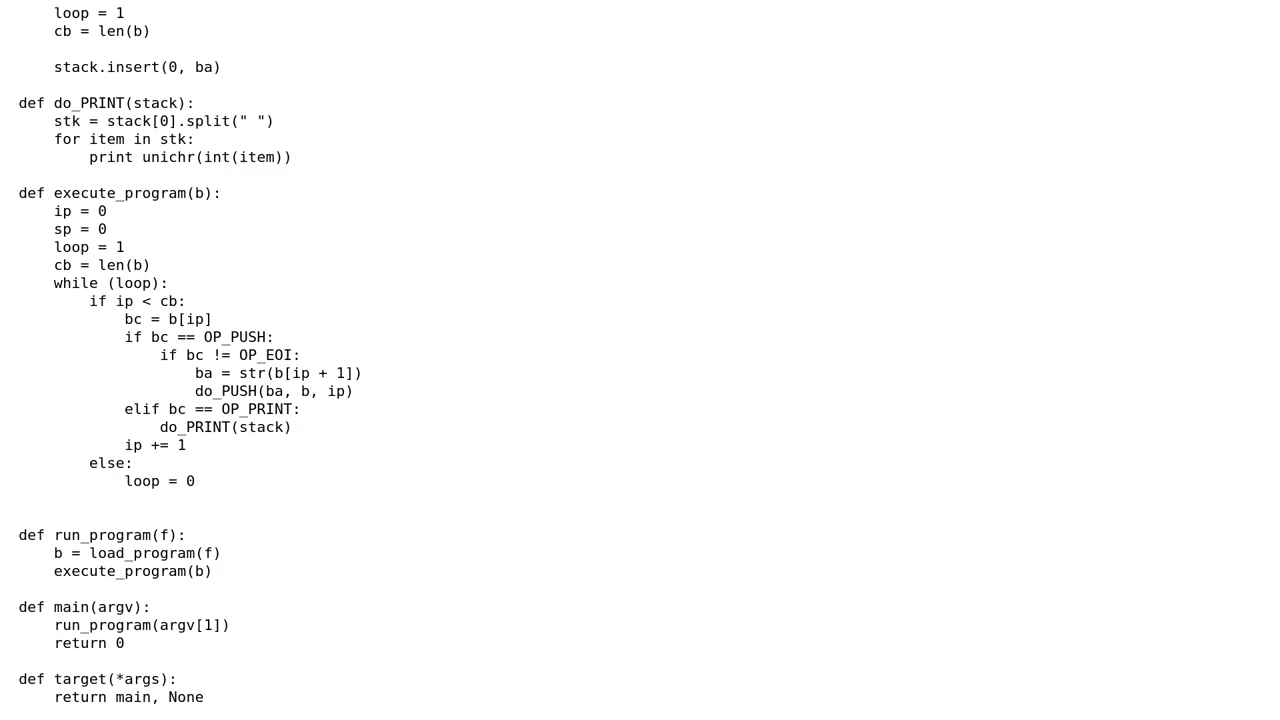 loop = 1
    cb = len(b)

    stack.insert(0, ba)

def do_PRINT(stack):
    stk = stack[0].split(" ")
    for item in stk:
        print unichr(int(item))

def execute_program(b):
    ip = 0
    sp = 0
    loop = 1
    cb = len(b)
    while (loop):
        if ip < cb:
            bc = b[ip]
            if bc == OP_PUSH:
                if bc != OP_EOI:
                    ba = str(b[ip + 1])
                    do_PUSH(ba, b, ip)
            elif bc == OP_PRINT:
                do_PRINT(stack)
            ip += 1
        else:
            loop = 0


def run_program(f):
    b = load_program(f)
    execute_program(b)

def main(argv):
    run_program(argv[1])
    return 0

def target(*args):
    return main, None